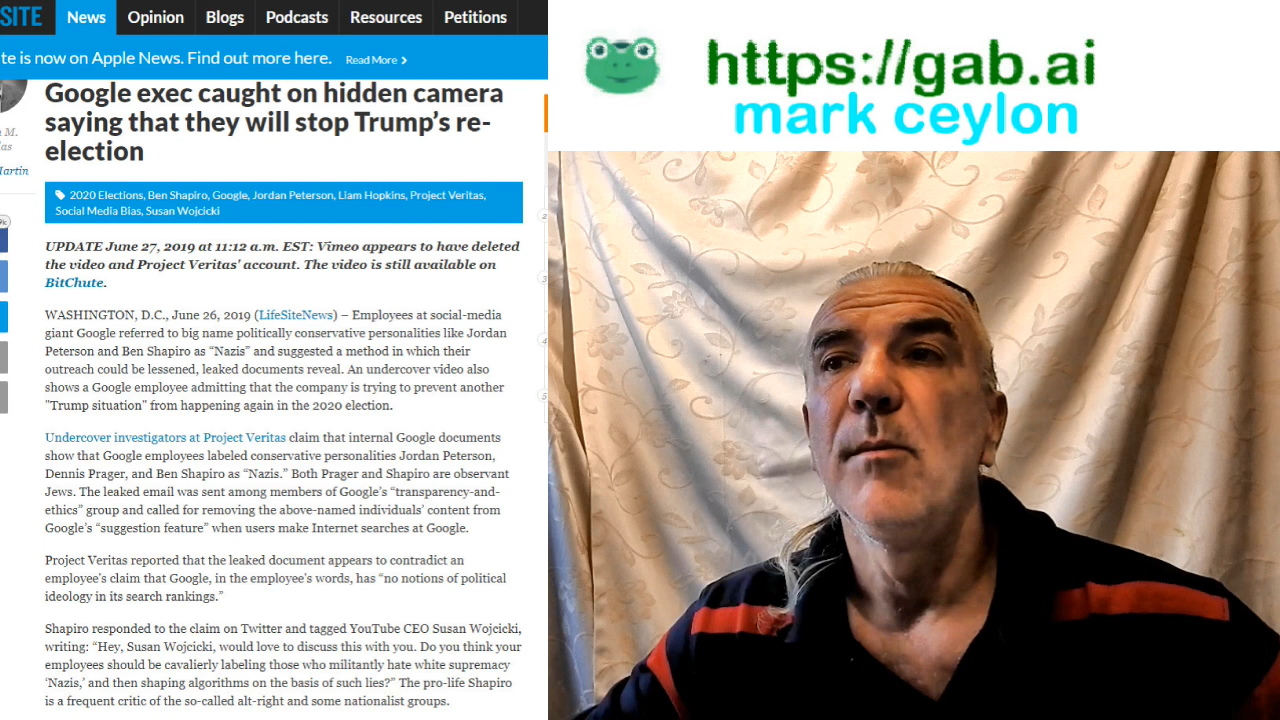 SITE News Opinion Blogs Podcasts Resources Petitions
te is now on Apple News. Find out more here. Read More
Google exec caught on hidden camera
saying that they will stop Trump’s re-
election
M.
as
Martin
2020 Elections, Ben Shapiro, Google, Jordan Peterson, Liam Hopkins, Project Veritas,
Social Media Bias, Susan Wojcicki
UPDATE June 27, 2019 at 11:12 a.m. EST: Vimeo appears to have deleted
the video and Project Veritas' account. The video is still available on
BitChute.
WASHINGTON, D.C., June 26, 2019 (LifeSiteNews) – Employees at social-media
giant Google referred to big name politically conservative personalities like Jordan
Peterson and Ben Shapiro as “Nazis” and suggested a method in which their
outreach could be lessened, leaked documents reveal. An undercover video also
shows a Google employee admitting that the company is trying to prevent another
"Trump situation" from happening again in the 2020 election.
Undercover investigators at Project Veritas claim that internal Google documents
show that Google employees labeled conservative personalities Jordan Peterson,
Dennis Prager, and Ben Shapiro as “Nazis.” Both Prager and Shapiro are observant
Jews. The leaked email was sent among members of Google’s “transparency-and-
ethics” group and called for removing the above-named individuals’ content from
Google’s “suggestion feature” when users make Internet searches at Google.
Project Veritas reported that the leaked document appears to contradict an
employee’s claim that Google, in the employee’s words, has “no notions of political
ideology in its search rankings.”
Shapiro responded to the claim on Twitter and tagged YouTube CEO Susan Wojcicki,
writing: “Hey, Susan Wojcicki, would love to discuss this with you. Do you think your
employees should be cavalierly labeling those who militantly hate white supremacy
‘Nazis,’ and then shaping algorithms on the basis of such lies?” The pro-life Shapiro
is a frequent critic of the so-called alt-right and some nationalist groups.
2
3
4
5
https://gab.ai
mark ceylon